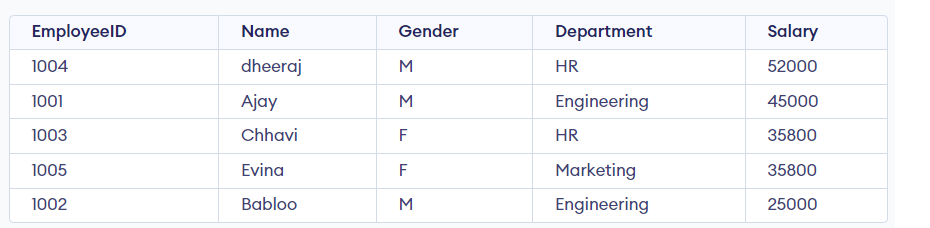 EmployeeID Name Gender Department Salary
1004 dheeraj M HR 52000
1001 Ajay M Engineering 45000
1003 Chhavi F HR 35800
1005 Evina F Marketing 35800
1002 Babloo M Engineering 25000